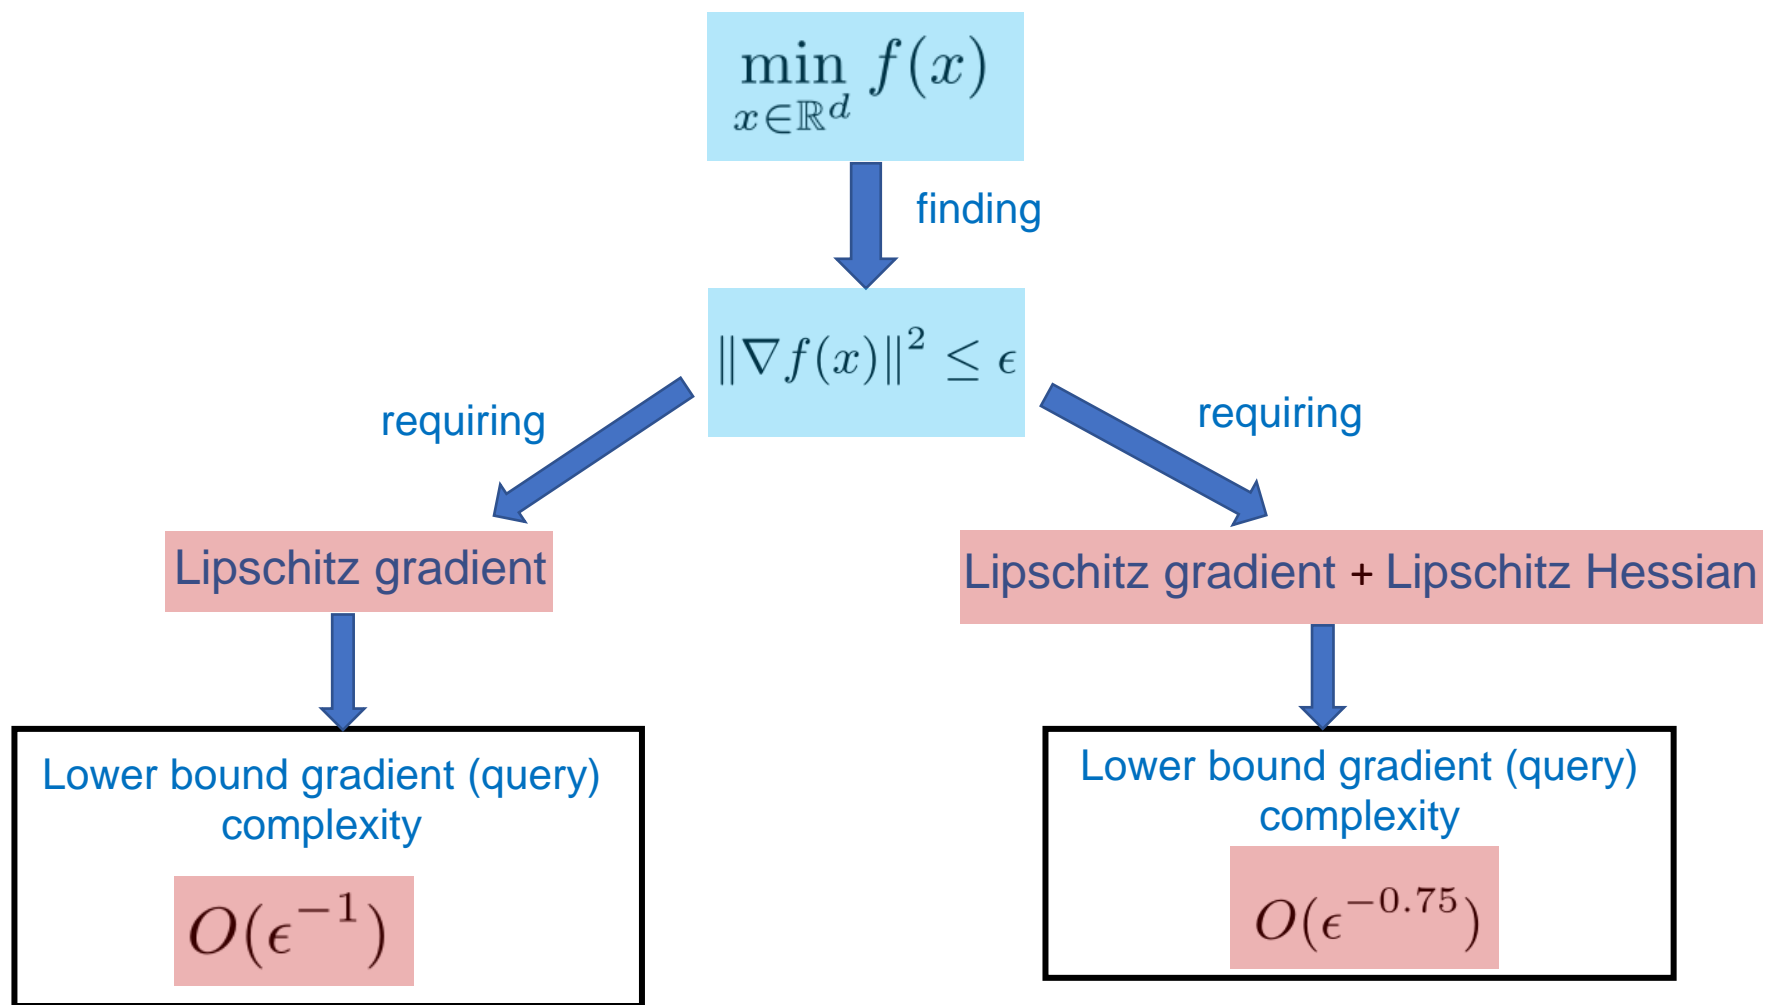 min f(x)
x∈ℝ^d
finding
‖∇f(x)‖² ≤ ϵ
requiring
requiring
Lipschitz gradient
Lipschitz gradient + Lipschitz Hessian
Lower bound gradient (query)
complexity
O(ϵ^{-1})
Lower bound gradient (query)
complexity
O(ϵ^{-0.75})